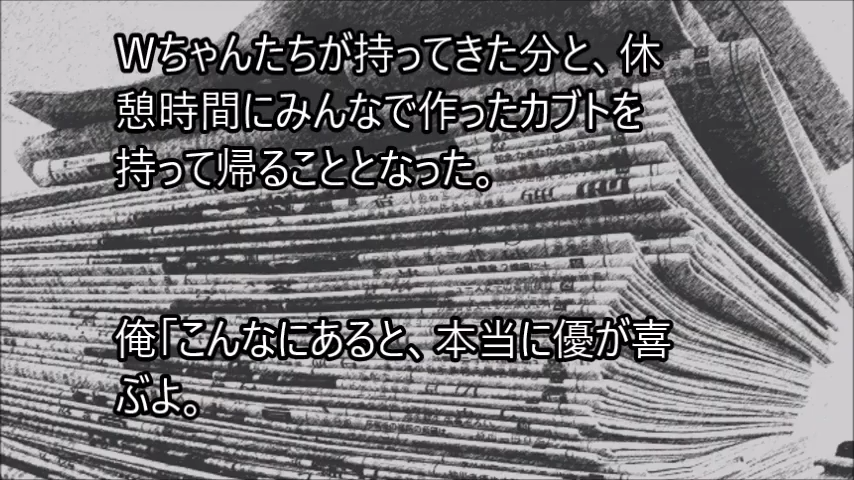 Wちゃんたちが持ってきた分と、休
憩時間にみんなで作ったカブトを
持って帰ることとなった。
俺「こんなにあると、本当に優が喜
ぶよ。